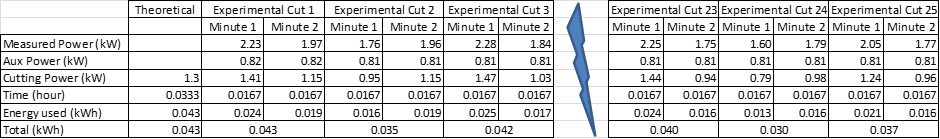 Theoretical Experimental Cut 1 Experimental Cut 2 Experimental Cut 3 Experimental Cut 23 Experimental Cut 24 Experimental Cut 25
Minute 1 Minute 2 Minute 1 Minute 2 Minute 1 Minute 2 Minute 1 Minute 2 Minute 1 Minute 2 Minute 1 Minute 2
Measured Power (kW) 2.23 1.97 1.76 1.96 2.28 1.84 2.25 1.75 1.60 1.79 2.05 1.77
Aux Power (kW) 0.82 0.82 0.81 0.81 0.81 0.81 0.81 0.81 0.81 0.81 0.81 0.81
Cutting Power (kW) 1.3 1.41 1.15 0.95 1.15 1.47 1.03 1.44 0.94 0.79 0.98 1.24 0.96
Time (hour) 0.0333 0.0167 0.0167 0.0167 0.0167 0.0167 0.0167 0.0167 0.0167 0.0167 0.0167 0.0167 0.0167
Energy used (kWh) 0.043 0.024 0.019 0.016 0.019 0.025 0.017 0.024 0.016 0.013 0.016 0.021 0.016
Total (kWh) 0.043 0.043 0.035 0.042 0.040 0.030 0.037